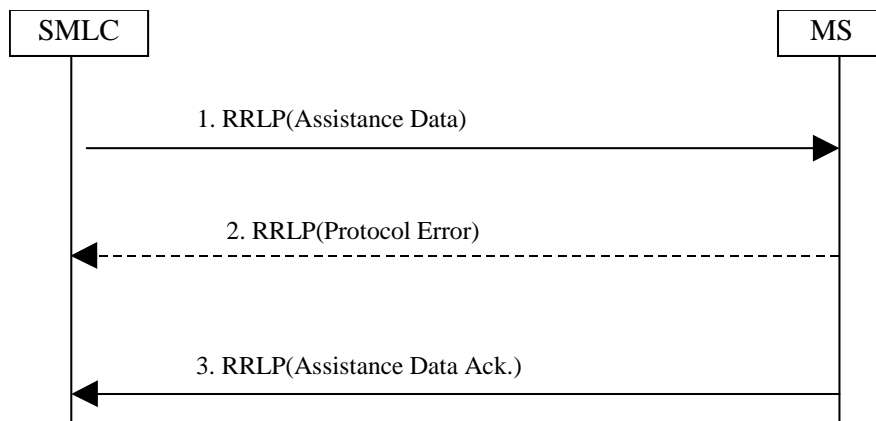 SMLC
MS
1. RRLP(Assistance Data)
2. RRLP(Protocol Error)
3. RRLP(Assistance Data Ack.)